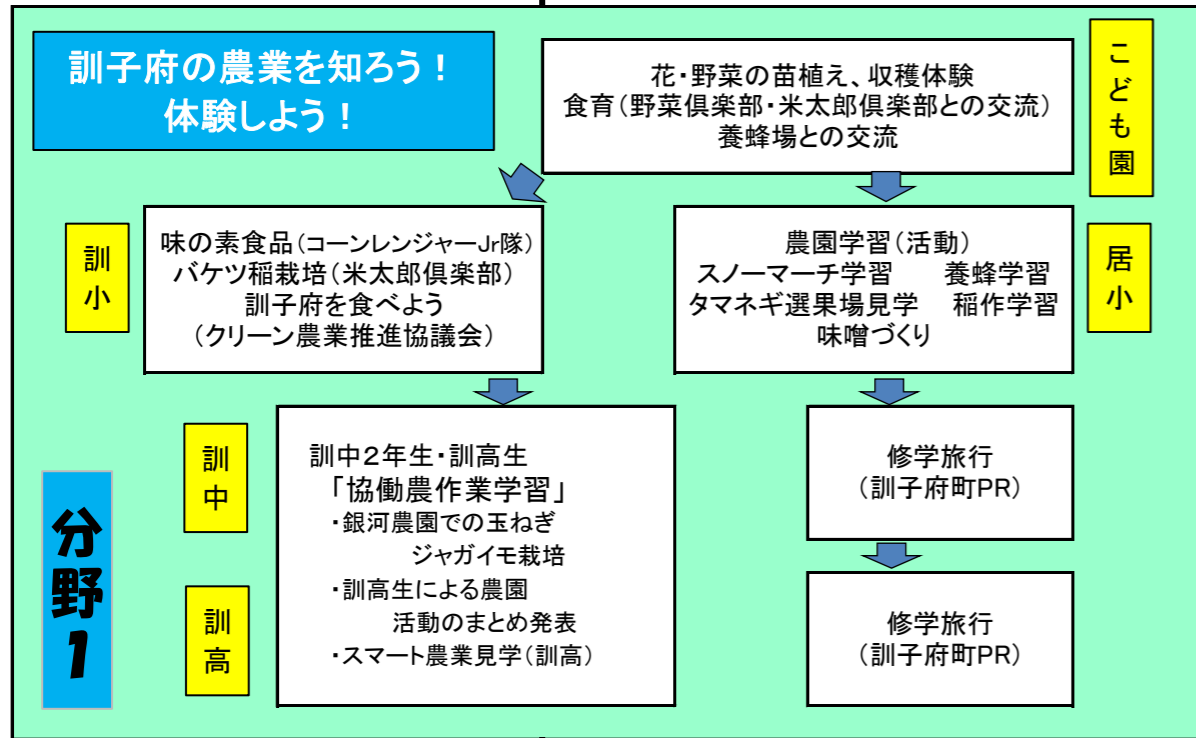 訓子府の農業を知ろう！
体験しよう！
花・野菜の苗植え、収穫体験
食育（野菜倶楽部・米太郎倶楽部との交流）
養蜂場との交流
こども園
訓小
味の素食品（コーンレンジャーJr隊）
バケツ稲栽培（米太郎倶楽部）
訓子府を食べよう
（クリーン農業推進協議会）
農園学習（活動）
スノーマーチ学習　　養蜂学習
タマネギ選果場見学　稲作学習
味噌づくり
居小
訓中
訓高
訓中２年生・訓高生
「協働農作業学習」
・銀河農園での玉ねぎ
ジャガイモ栽培
・訓高生による農園
活動のまとめ発表
・スマート農業見学（訓高）
修学旅行
（訓子府町PR）
修学旅行
（訓子府町PR）
分野1